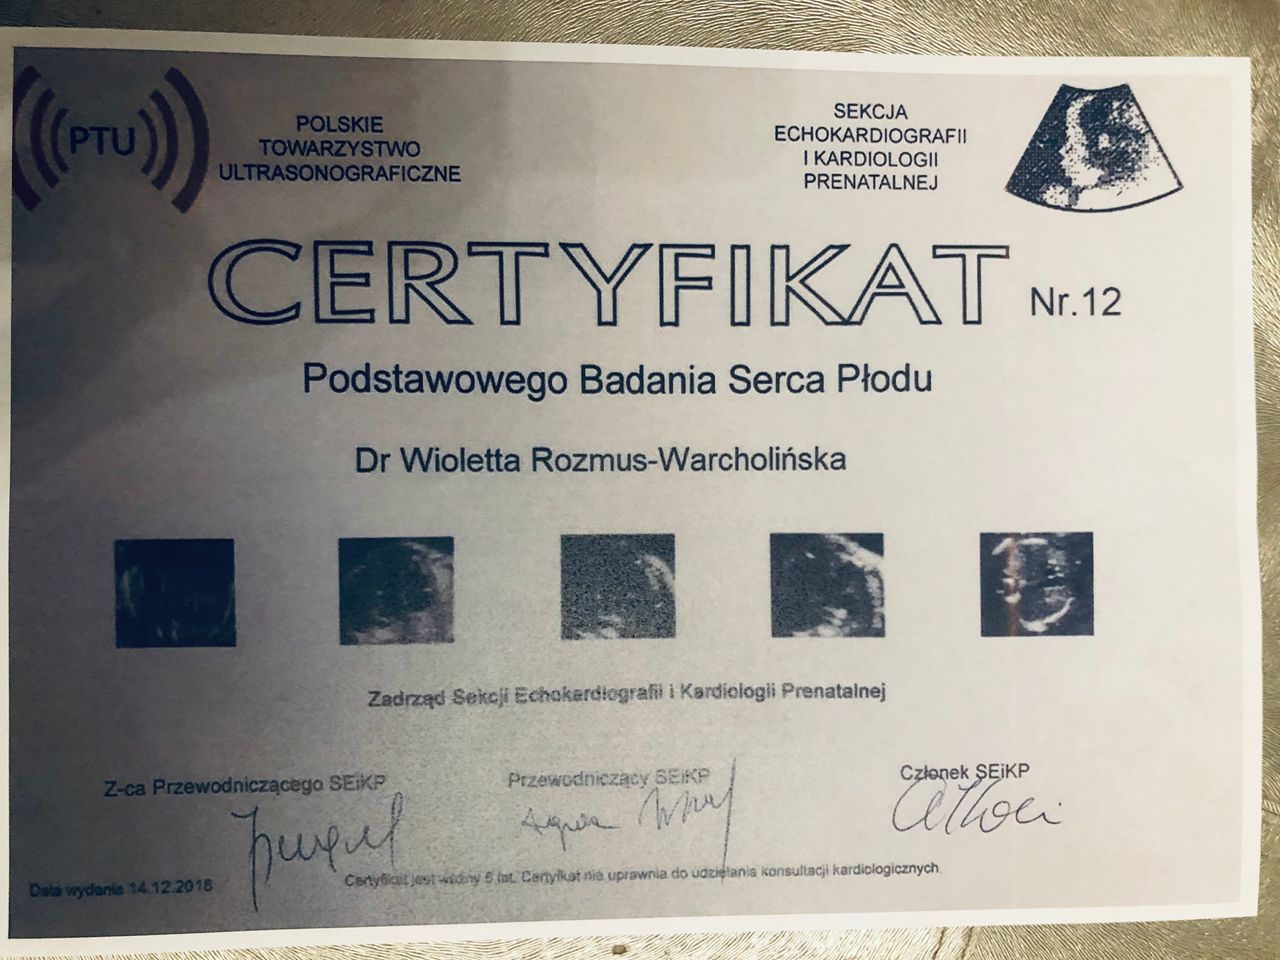 PTU
POLSKIE
TOWARZYSTWO
ULTRASONOGRAFICZNE
SEKCJA
ECHOKARDIOGRAFII
I KARDIOLOGII
PRENATALNEJ
CERTYFIKAT Nr.12
Podstawowego Badania Serca Płodu
Dr Wioletta Rozmus-Warcholińska
Zadrząd Sekcji Echokardiografii i Kardiologii Prenatalnej
Z-ca Przewodniczącego SEiKP
Przewodniczący SEiKP
Członek SEiKP
Data wydania 14.12.2018
Certyfikat jest ważny 5 lat. Certyfikat nie uprawnia do udzielania konsultacji kardiologicznych.